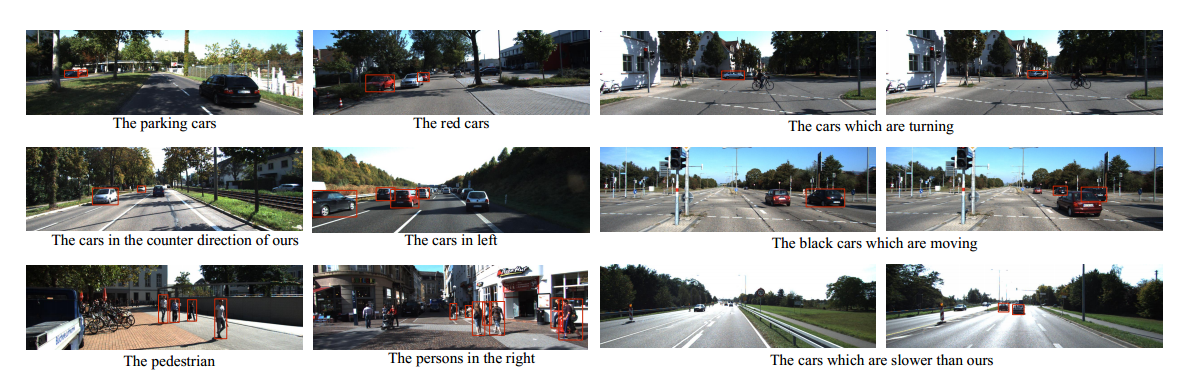 The parking cars
The red cars
The cars which are turning
The cars in the counter direction of ours
The cars in left
The black cars which are moving
The pedestrian
The persons in the right
The cars which are slower than ours